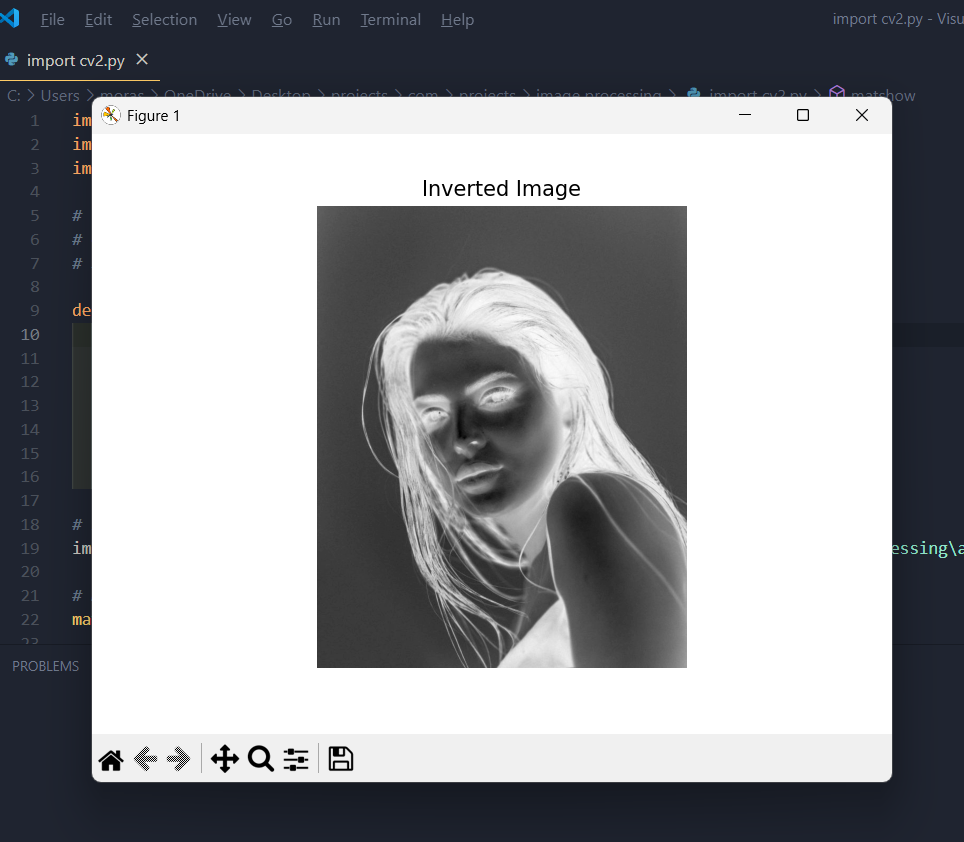 File Edit Selection View Go Run Terminal Help import cv2.py - Visu
import cv2.py
C: Users moras OneDrive Desktop projects com projects image processing import cv2.py matshow
Figure 1
Inverted Image
1 im
2 im
3 im
4
5 #
6 #
7 #
8
9 de
10
11
12
13
14
15
16
17
18 #
19 im essing\a
20
21 #
22 ma
23
PROBLEMS